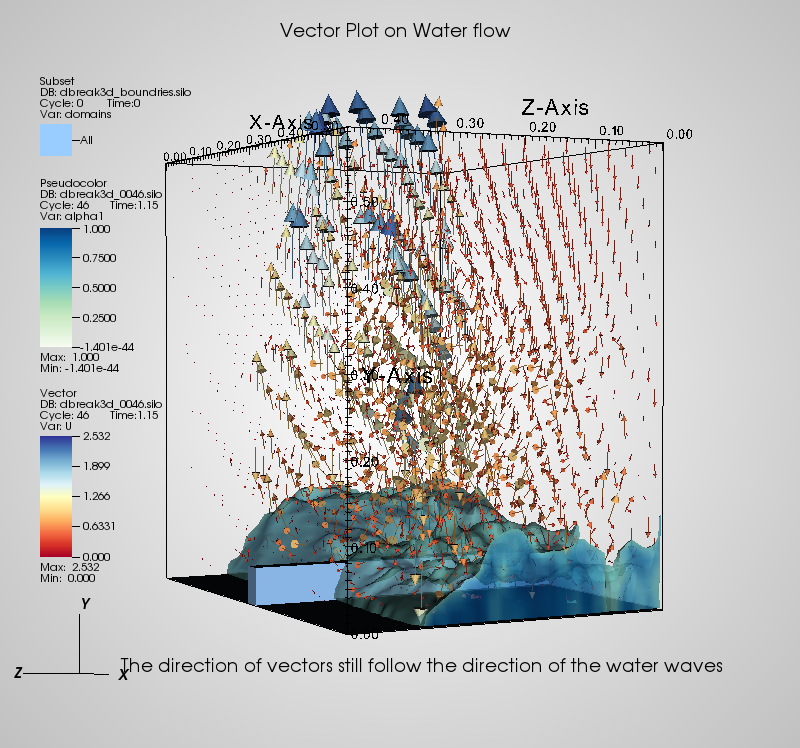 Vector Plot on Water flow
Subset
DB: dbreak3d_boundries.silo
Cycle: 0 Time:0
Var: domains
All
Pseudocolor
DB: dbreak3d_0046.silo
Cycle: 46 Time:1.15
Var: alpha1
1.000
0.7500
0.5000
0.2500
-1.401e-44
Max: 1.000
Min: -1.401e-44
Vector
DB: dbreak3d_0046.silo
Cycle: 46 Time:1.15
Var: U
2.532
1.899
1.266
0.6331
0.000
Max: 2.532
Min: 0.000
X-Axis
0.00 0.10 0.20 0.30 0.40
Z-Axis
0.30 0.20 0.10 0.00
Y-Axis
0.50
0.40
0.20
0.10
0.00
Y
Z
X
The direction of vectors still follow the direction of the water waves